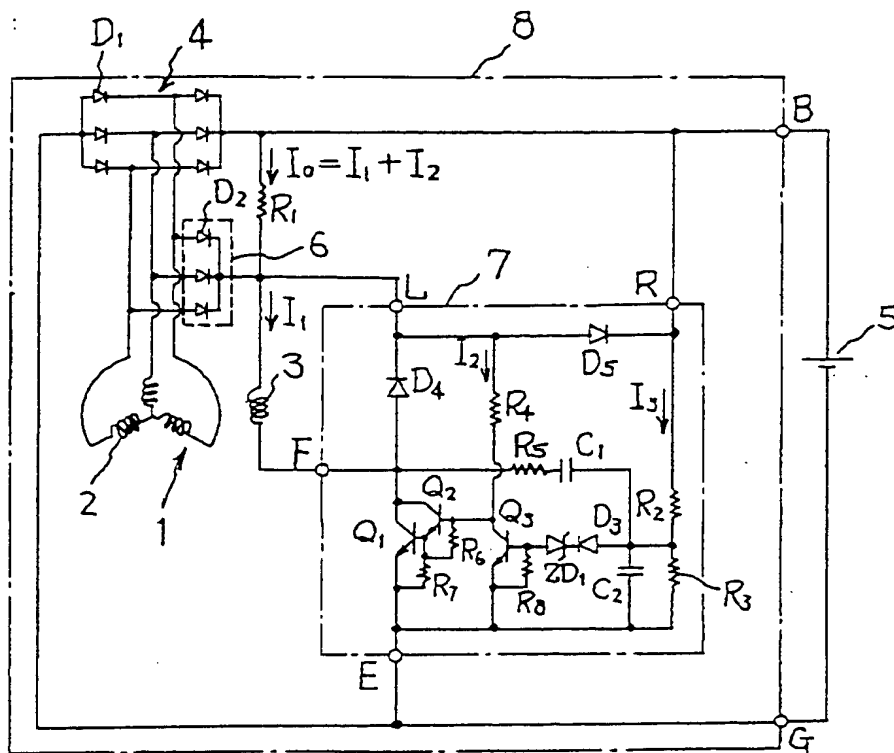 D₁
4
8
B
I₀ = I₁ + I₂
R₁
D₂
6
L
7
R
I₁
I₂
D₅
5
3
D₄
R₄
I₃
F
R₅
C₁
2
1
Q₂
Q₁
Q₃
R₂
D₃
R₆
ZD₁
R₇
R₈
C₂
R₃
E
G